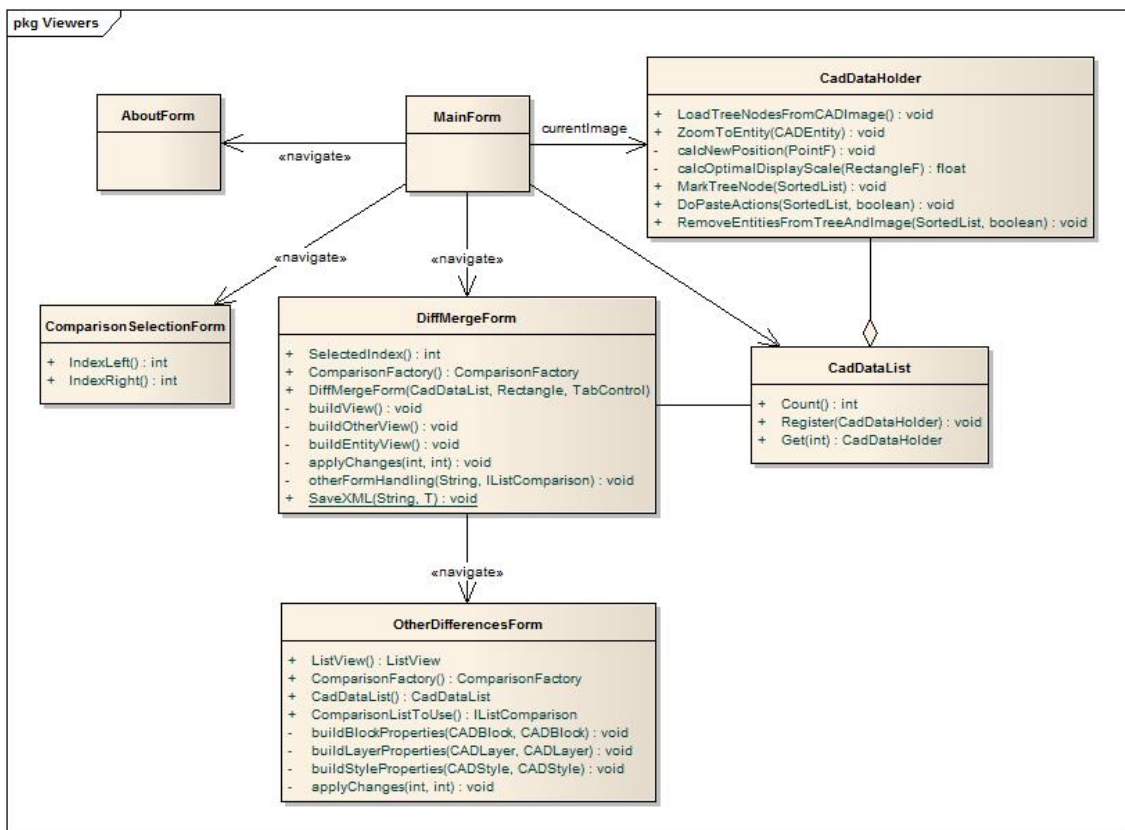 pkg Viewers
AboutForm
MainForm
CadDataHolder
+ LoadTreeNodesFromCADImage() : void
+ ZoomToEntity(CADEntity) : void
- calcNewPosition(PointF) : void
- calcOptimalDisplayScale(RectangleF) : float
+ MarkTreeNode(SortedList) : void
+ DoPasteActions(SortedList, boolean) : void
+ RemoveEntitiesFromTreeAndImage(SortedList, boolean) : void
currentImage
«navigate»
«navigate»
«navigate»
ComparisonSelectionForm
+ IndexLeft() : int
+ IndexRight() : int
DiffMergeForm
+ SelectedIndex() : int
+ ComparisonFactory() : ComparisonFactory
+ DiffMergeForm(CadDataList, Rectangle, TabControl)
- buildView() : void
- buildOtherView() : void
- buildEntityView() : void
- applyChanges(int, int) : void
- otherFormHandling(String, IListComparison) : void
+ SaveXML(String, T) : void
CadDataList
+ Count() : int
+ Register(CadDataHolder) : void
+ Get(int) : CadDataHolder
«navigate»
OtherDifferencesForm
+ ListView() : ListView
+ ComparisonFactory() : ComparisonFactory
+ CadDataList() : CadDataList
+ ComparisonListToUse() : IListComparison
- buildBlockProperties(CADBlock, CADBlock) : void
- buildLayerProperties(CADLayer, CADLayer) : void
- buildStyleProperties(CADStyle, CADStyle) : void
- applyChanges(int, int) : void